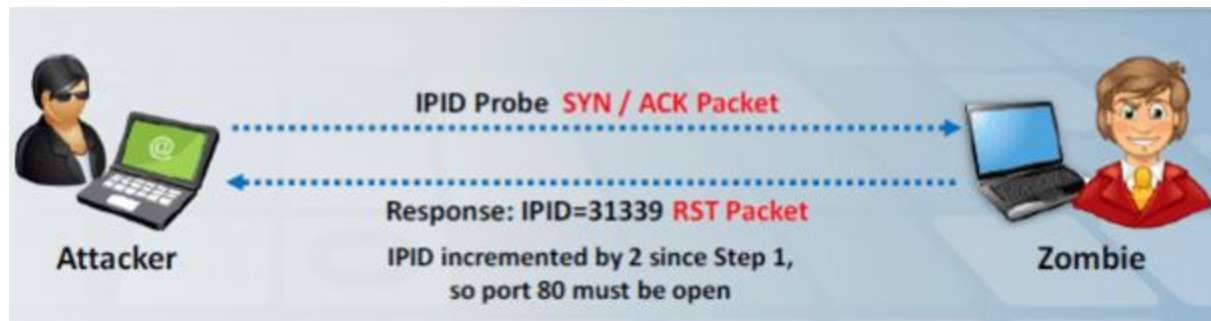 IPID Probe SYN / ACK Packet
@
Response: IPID=31339 RST Packet
Attacker
IPID incremented by 2 since Step 1,
Zombie
so port 80 must be open